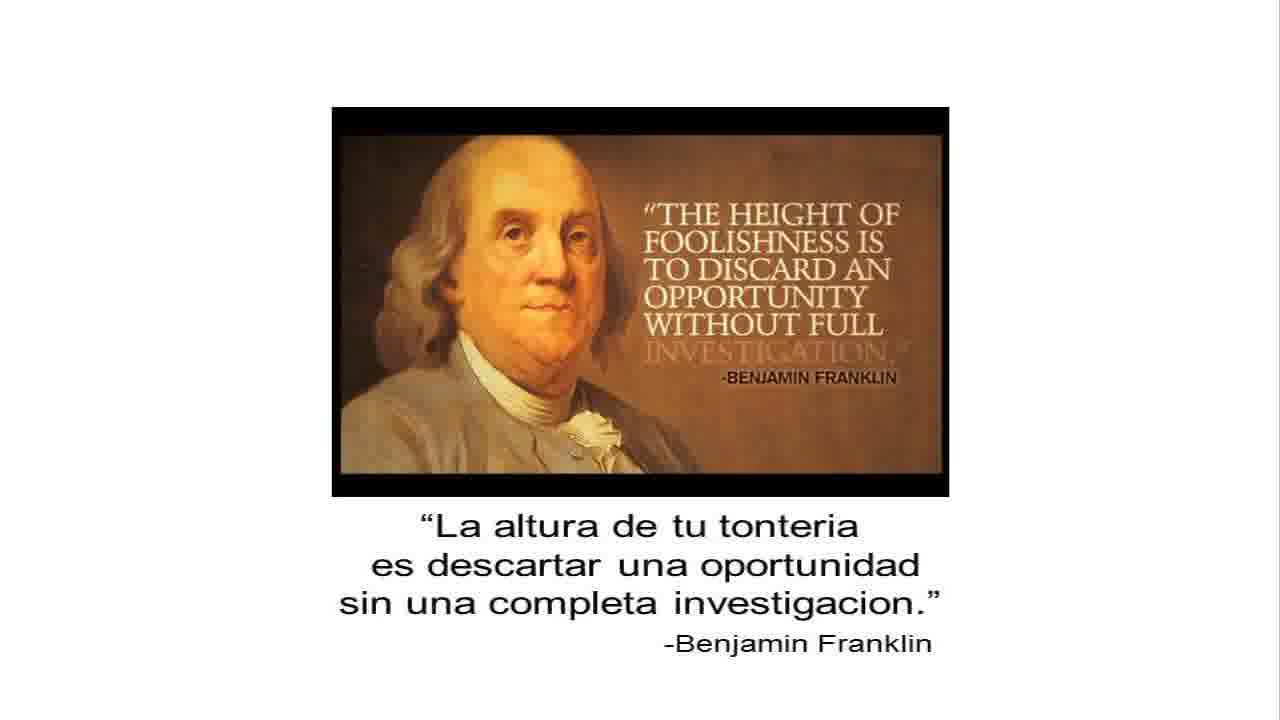 “THE HEIGHT OF
FOOLISHNESS IS
TO DISCARD AN
OPPORTUNITY
WITHOUT FULL
INVESTIGATION.”
-BENJAMIN FRANKLIN
“La altura de tu tonteria
es descartar una oportunidad
sin una completa investigacion.”
-Benjamin Franklin